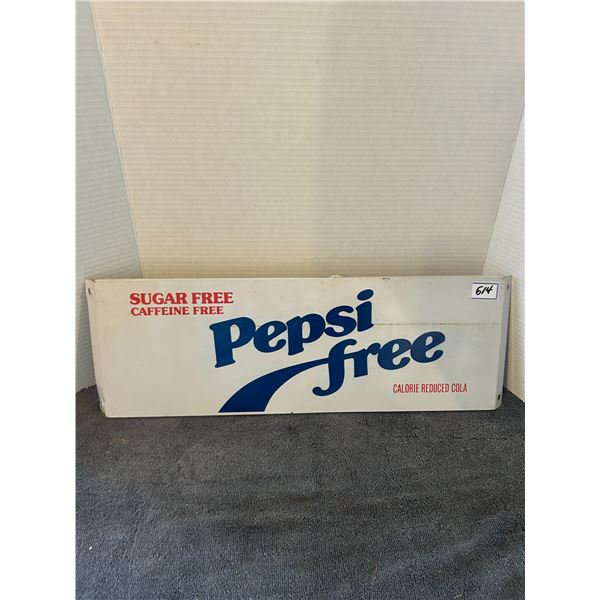 SUGAR FREE
CAFFEINE FREE
Pepsi
free
CALORIE REDUCED COLA
614